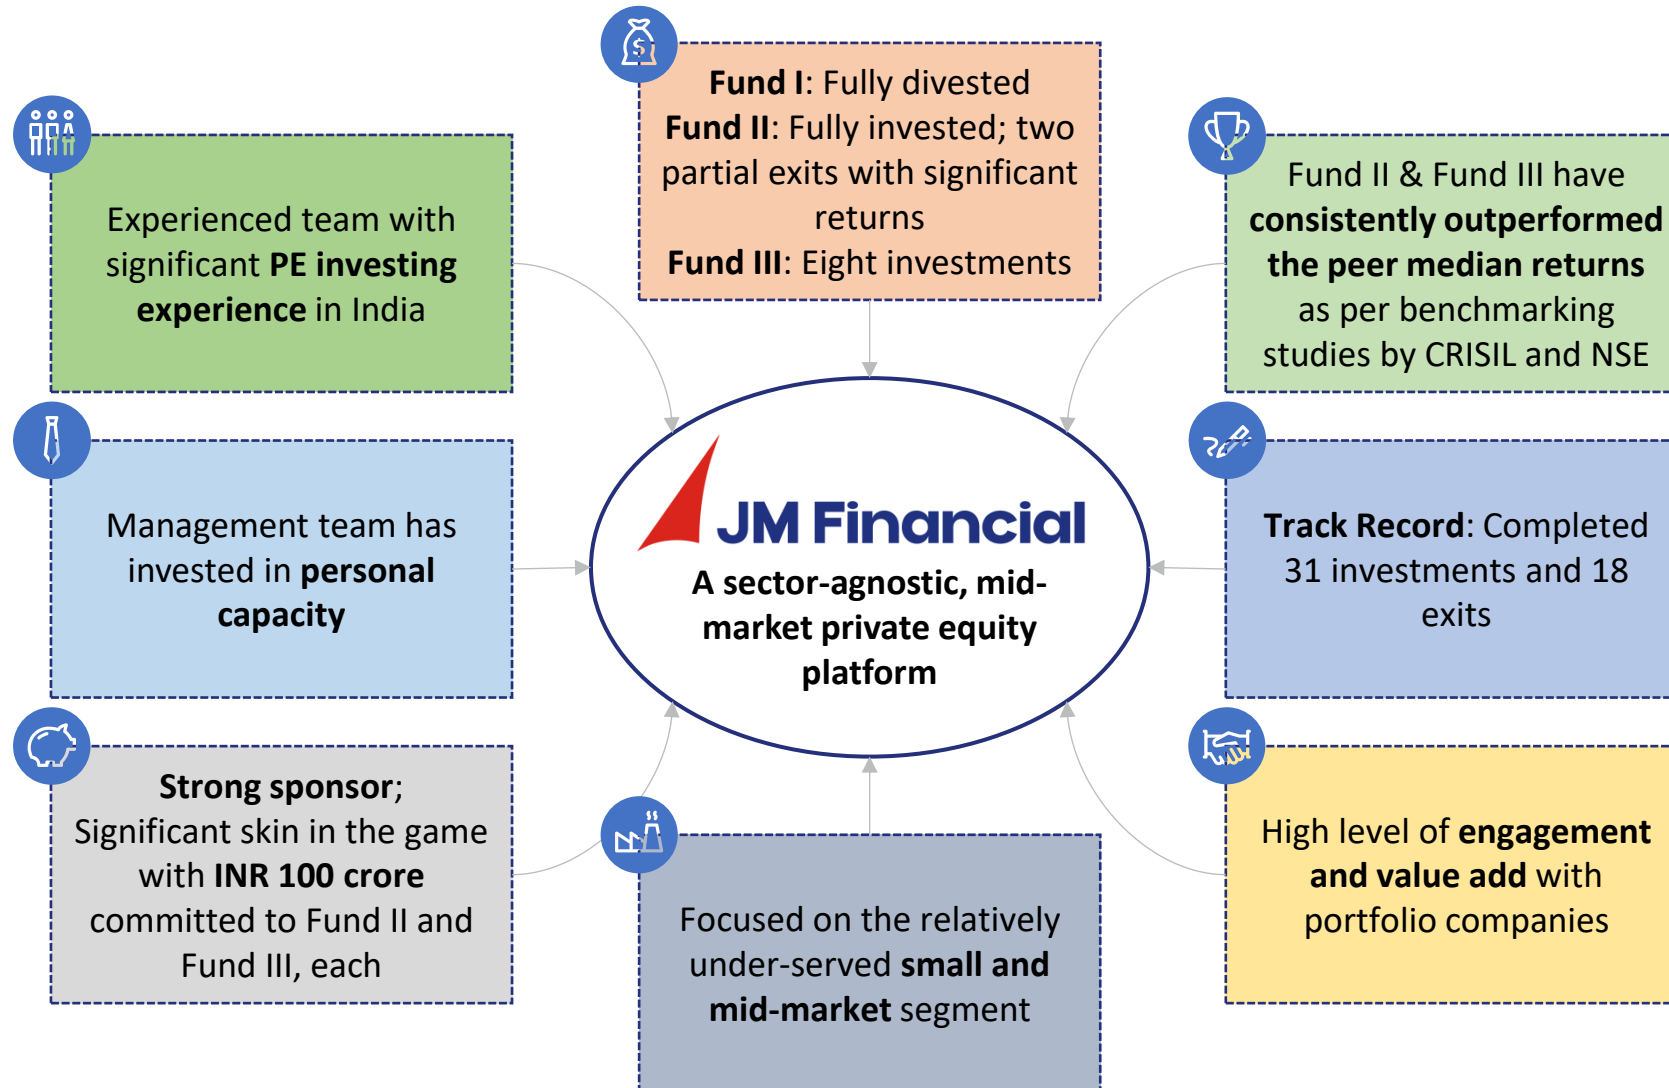 Fund I: Fully divested
Fund II: Fully invested; two
partial exits with significant
returns
Fund III: Eight investments
Experienced team with
significant PE investing
experience in India
Fund II & Fund III have
consistently outperformed
the peer median returns
as per benchmarking
studies by CRISIL and NSE
Management team has
invested in personal
capacity
JM Financial
A sector-agnostic, mid-
market private equity
platform
Track Record: Completed
31 investments and 18
exits
Strong sponsor;
Significant skin in the game
with INR 100 crore
committed to Fund II and
Fund III, each
Focused on the relatively
under-served small and
mid-market segment
High level of engagement
and value add with
portfolio companies